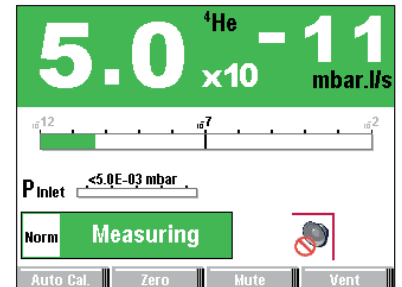 5.0 x10 -11 ⁴He mbar.l/s
10⁻12 10⁻7 10⁻2
P Inlet <5.0E-03 mbar
Norm Measuring
Auto Cal. Zero Mute Vent